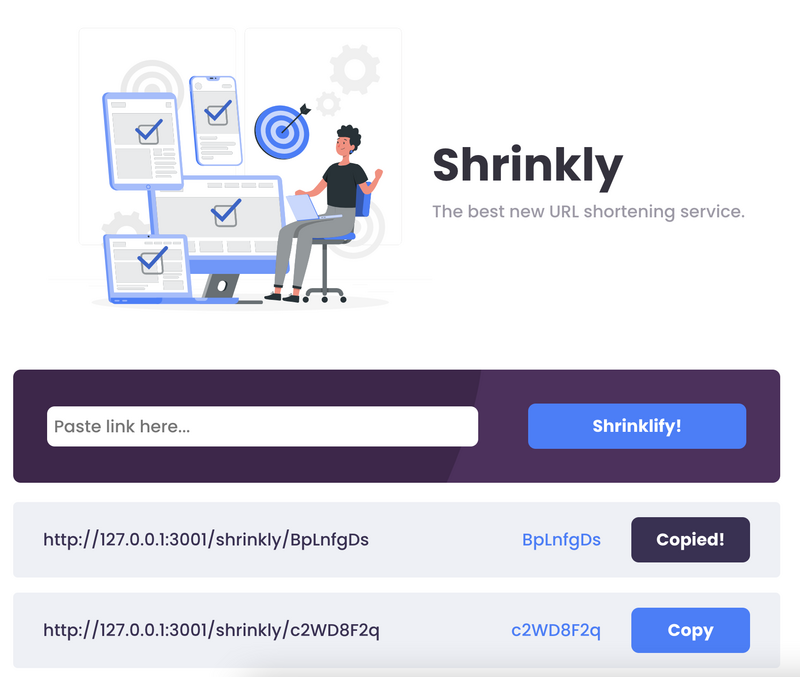 Shrinkly
The best new URL shortening service.
Paste link here...
Shrinklify!
http://127.0.0.1:3001/shrinkly/BpLnfgDs
BpLnfgDs
Copied!
http://127.0.0.1:3001/shrinkly/c2WD8F2q
c2WD8F2q
Copy